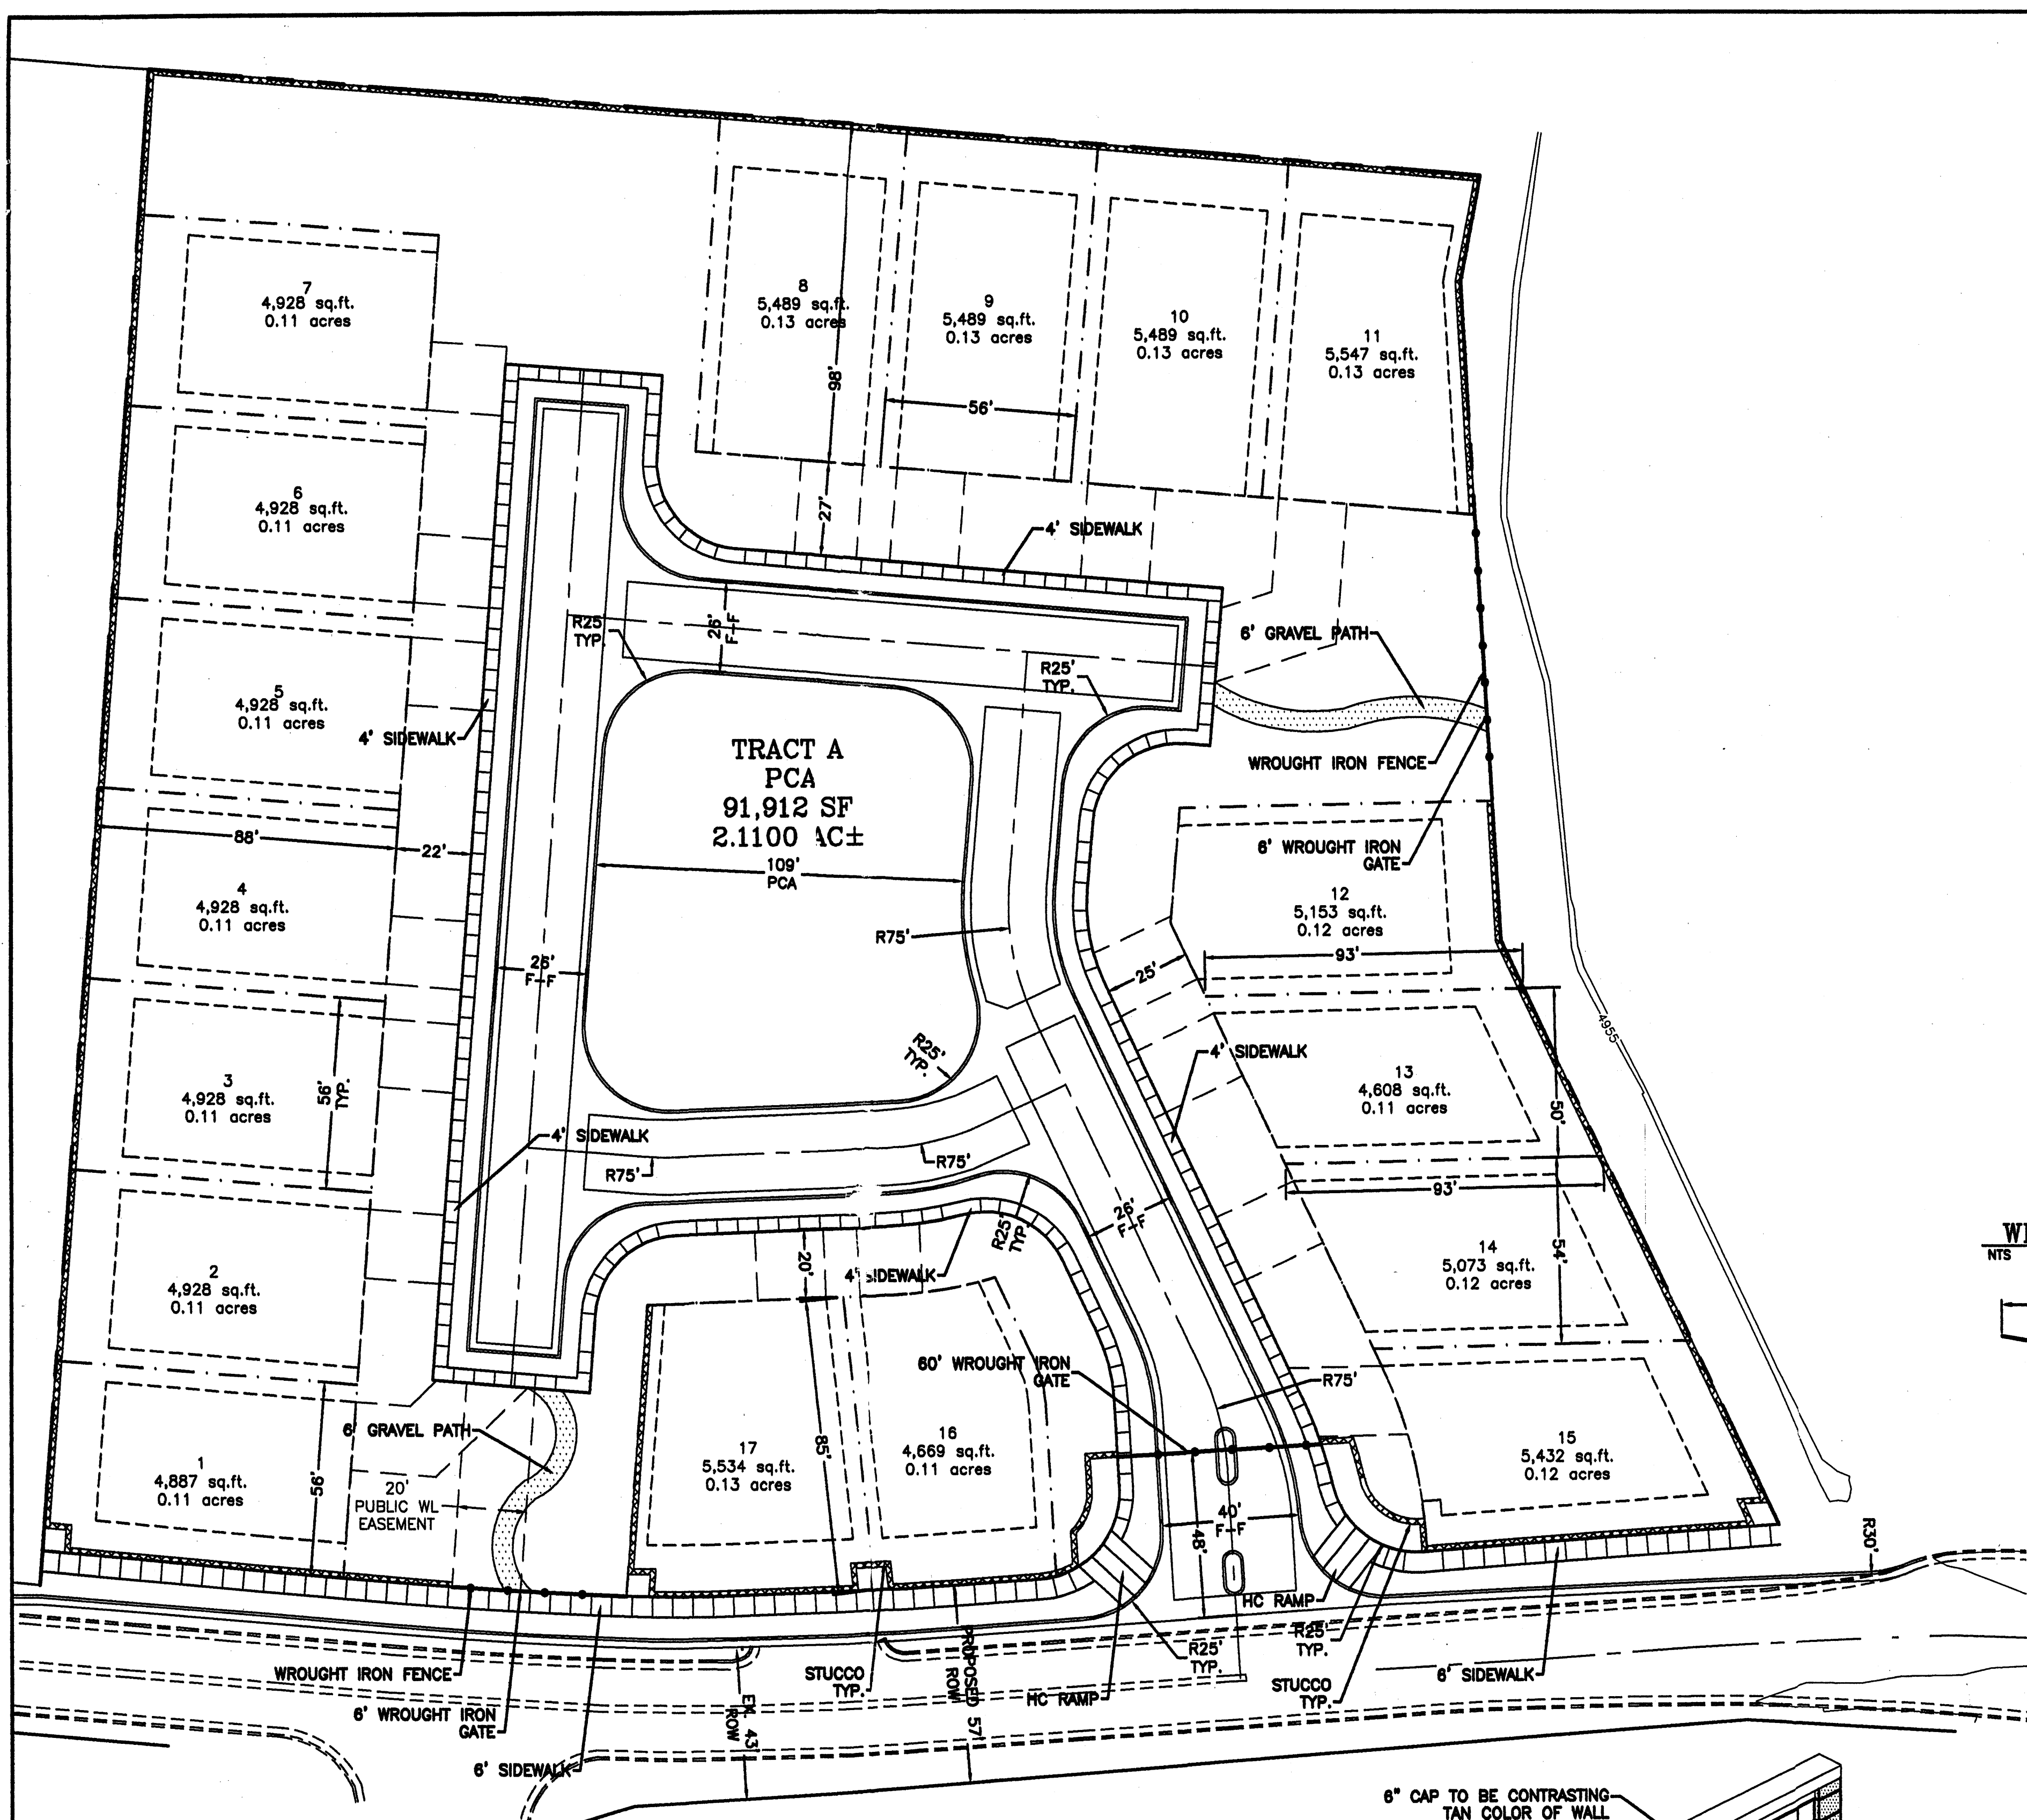 7
4,928 sq.ft.
0.11 acres
8
5,489 sq.ft.
0.13 acres
9
5,489 sq.ft.
0.13 acres
10
5,489 sq.ft.
0.13 acres
11
5,547 sq.ft.
0.13 acres
98'
56'
6
4,928 sq.ft.
0.11 acres
27'
4' SIDEWALK
R25
TYP.
26'
F-F
6' GRAVEL PATH
R25'
TYP.
5
4,928 sq.ft.
0.11 acres
4' SIDEWALK
TRACT A
PCA
91,912 SF
2.1100 AC±
109'
PCA
WROUGHT IRON FENCE
6' WROUGHT IRON
GATE
88'
22'
4
4,928 sq.ft.
0.11 acres
12
5,153 sq.ft.
0.12 acres
R75'
93'
26'
F-F
25'
4955
R25'
TYP.
4' SIDEWALK
3
4,928 sq.ft.
0.11 acres
56'
TYP.
13
4,608 sq.ft.
0.11 acres
50'
4' SIDEWALK
R75'
R75'
93'
26'
F-F
R25'
TYP
20'
4' SIDEWALK
2
4,928 sq.ft.
0.11 acres
14
5,073 sq.ft.
0.12 acres
54'
NTS
60' WROUGHT IRON
GATE
R75'
6' GRAVEL PATH
1
4,887 sq.ft.
0.11 acres
56'
20'
PUBLIC WL
EASEMENT
17
5,534 sq.ft.
0.13 acres
85'
16
4,669 sq.ft.
0.11 acres
15
5,432 sq.ft.
0.12 acres
40'
F-F
48'
R30'
HC RAMP
R25'
TYP.
R25'
TYP.
WROUGHT IRON FENCE
STUCCO
TYP.
PROPOSED 57'
ROW
HC RAMP
STUCCO
TYP.
6' SIDEWALK
6' WROUGHT IRON
GATE
EX. 43'
ROW
6' SIDEWALK
6" CAP TO BE CONTRASTING
TAN COLOR OF WALL